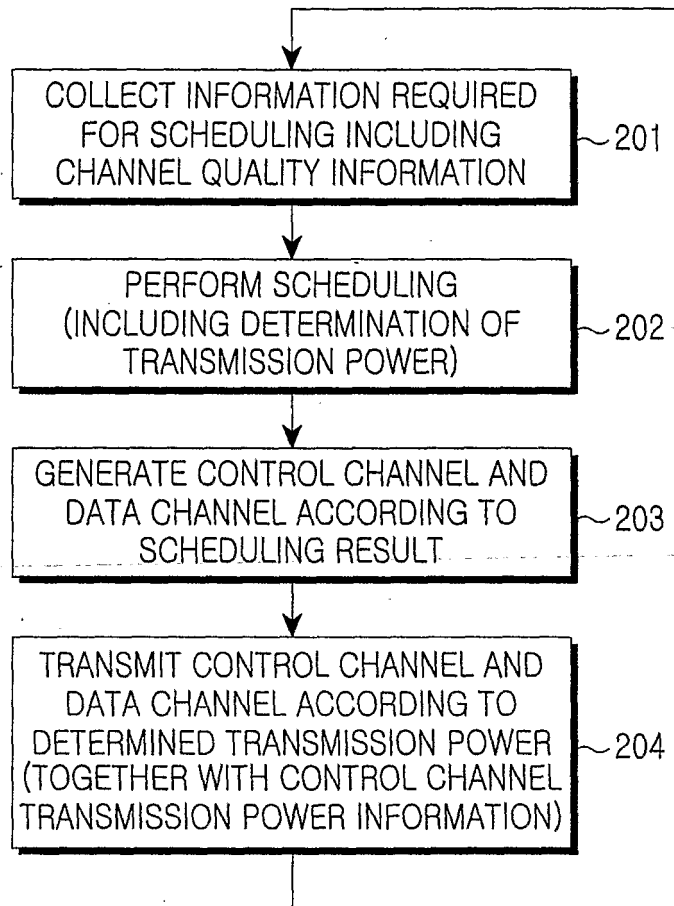 COLLECT INFORMATION REQUIRED
FOR SCHEDULING INCLUDING
CHANNEL QUALITY INFORMATION
201
PERFORM SCHEDULING
(INCLUDING DETERMINATION OF
TRANSMISSION POWER)
202
GENERATE CONTROL CHANNEL AND
DATA CHANNEL ACCORDING TO
SCHEDULING RESULT
203
TRANSMIT CONTROL CHANNEL AND
DATA CHANNEL ACCORDING TO
DETERMINED TRANSMISSION POWER
(TOGETHER WITH CONTROL CHANNEL
TRANSMISSION POWER INFORMATION)
204